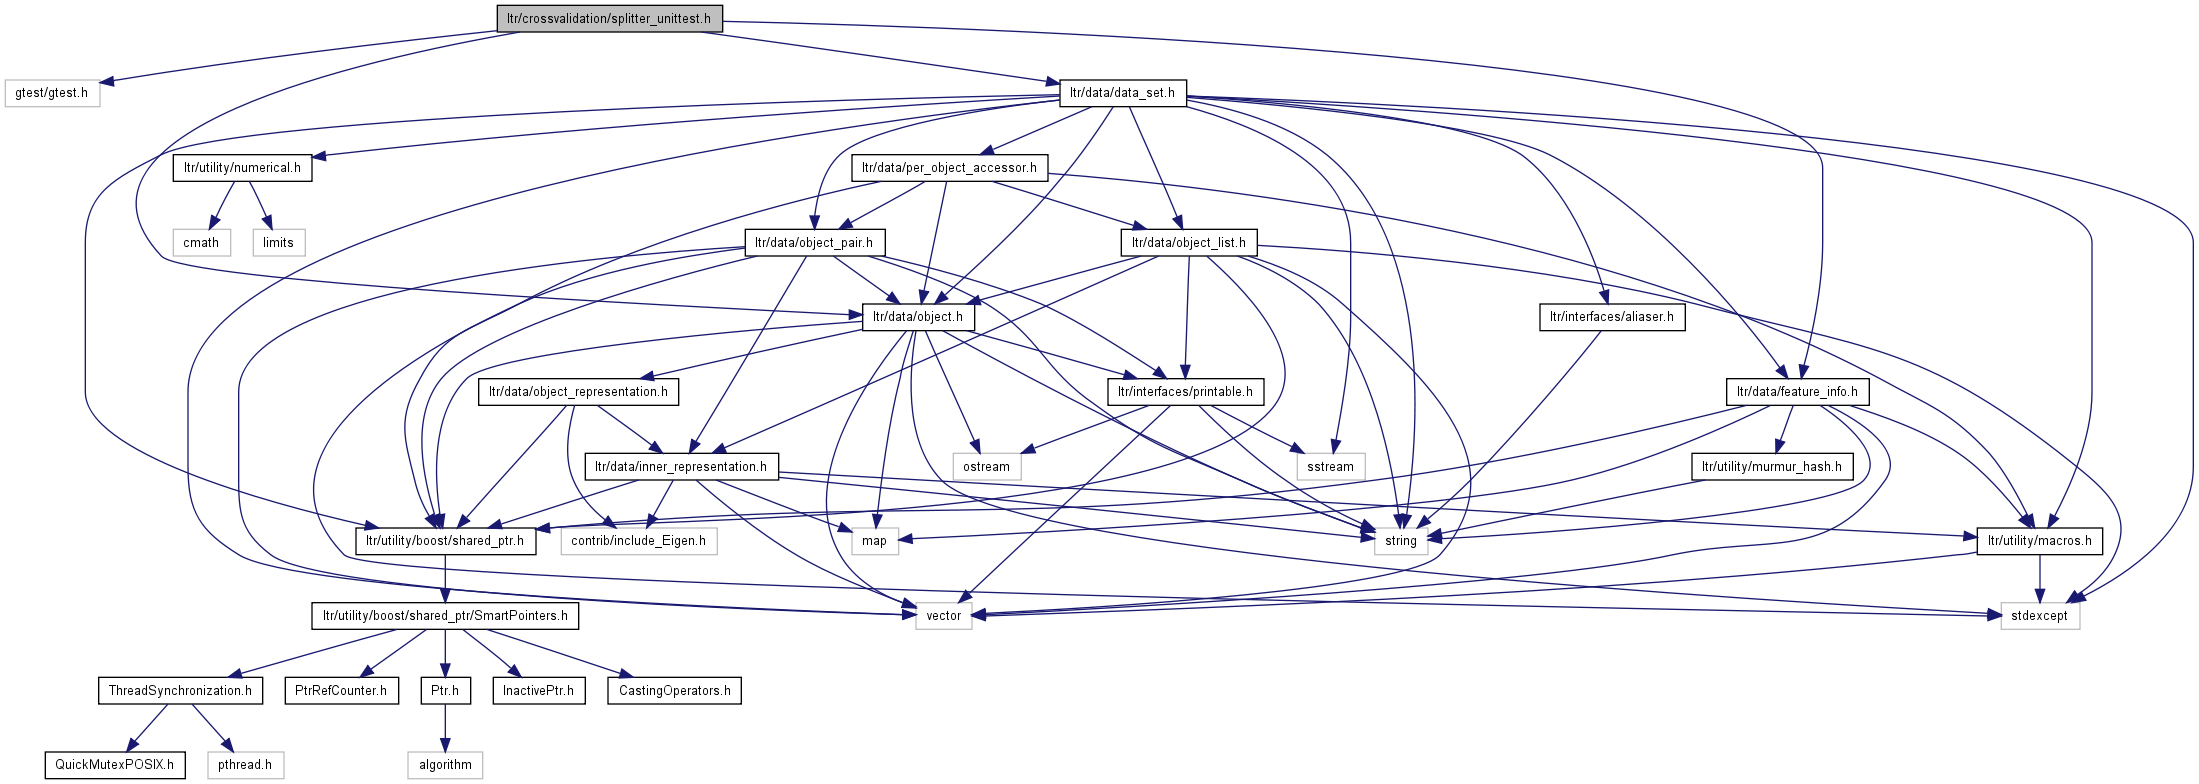 ltr/crossvalidation/splitter_unittest.h
gtest/gtest.h
ltr/data/data_set.h
ltr/utility/numerical.h
ltr/data/per_object_accessor.h
cmath
limits
ltr/data/object_pair.h
ltr/data/object_list.h
ltr/data/object.h
ltr/interfaces/aliaser.h
ltr/data/object_representation.h
ltr/interfaces/printable.h
ltr/data/feature_info.h
ltr/data/inner_representation.h
ostream
sstream
ltr/utility/murmur_hash.h
ltr/utility/boost/shared_ptr.h
contrib/include_Eigen.h
map
string
ltr/utility/macros.h
ltr/utility/boost/shared_ptr/SmartPointers.h
vector
stdexcept
ThreadSynchronization.h
PtrRefCounter.h
Ptr.h
InactivePtr.h
CastingOperators.h
QuickMutexPOSIX.h
pthread.h
algorithm